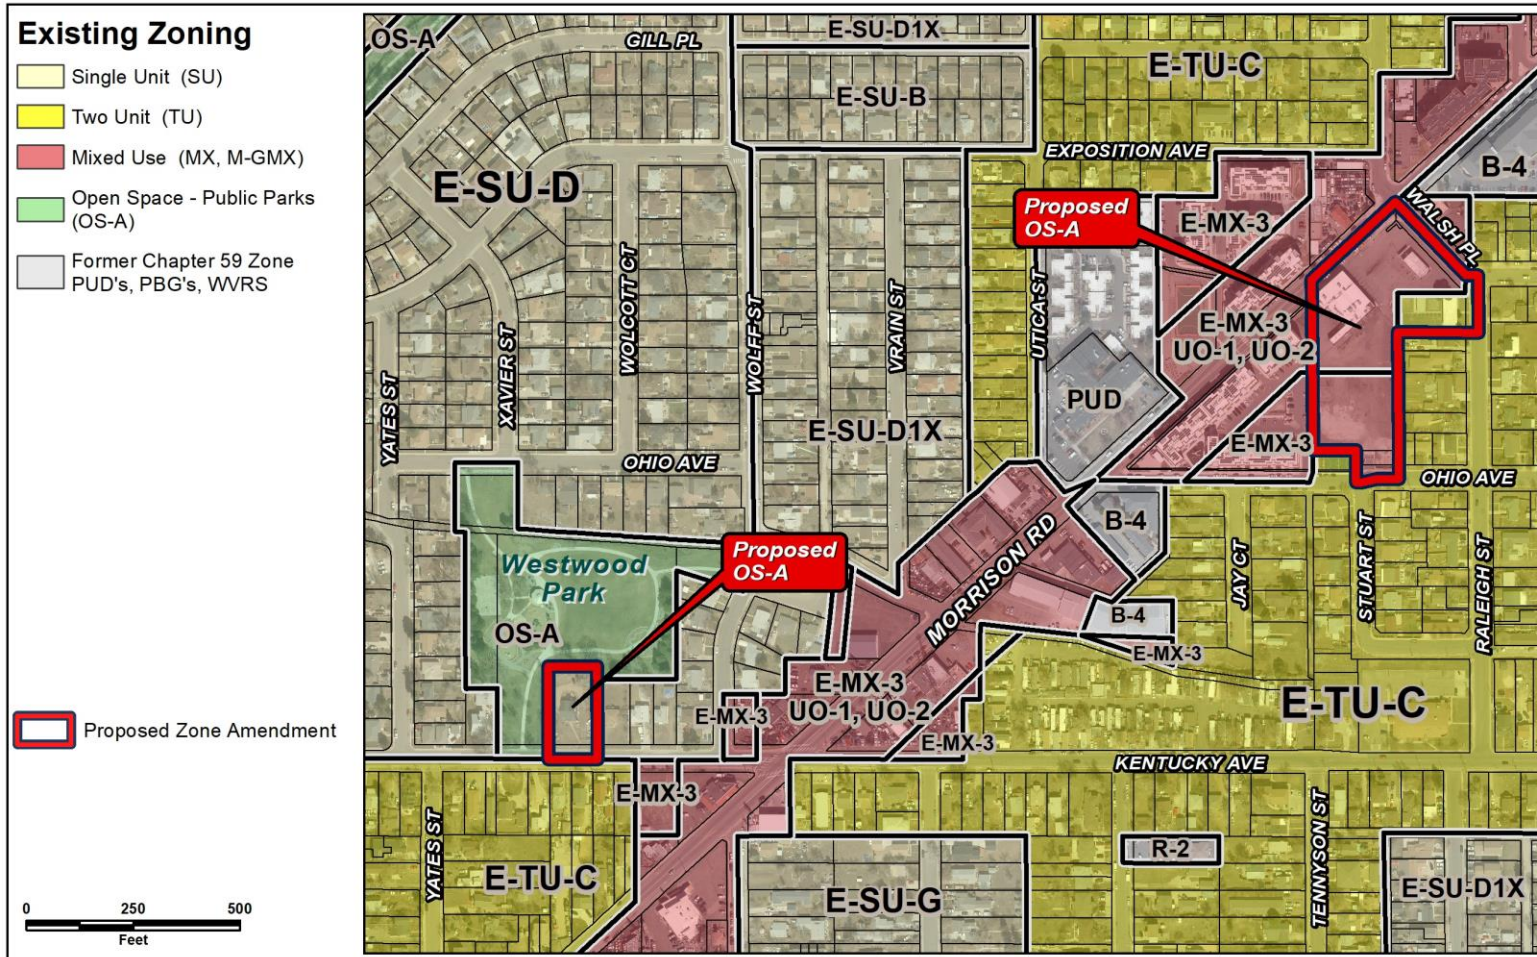 Existing Zoning
Single Unit (SU)
Two Unit (TU)
Mixed Use (MX, M-GMX)
Open Space - Public Parks
(OS-A)
Former Chapter 59 Zone
PUD's, PBG's, WVRS
Proposed Zone Amendment
0 250 500
Feet
OS-A
GILL PL
E-SU-D1X
E-TU-C
E-SU-B
EXPOSITION AVE
B-4
E-SU-D
Proposed
OS-A
E-MX-3
WALSH PL
UTICA ST
WOLCOTT CT
WOLFF ST
VRAIN ST
XAVIER ST
YATES ST
E-MX-3
UO-1, UO-2
PUD
E-SU-D1X
E-MX-3
OHIO AVE
OHIO AVE
B-4
MORRISON RD
JAY CT
STUART ST
RALEIGH ST
Proposed
OS-A
Westwood
Park
OS-A
B-4
E-MX-3
E-MX-3
UO-1, UO-2
E-MX-3
E-MX-3
E-TU-C
KENTUCKY AVE
E-MX-3
YATES ST
E-TU-C
E-SU-G
R-2
TENNYSON ST
E-SU-D1X